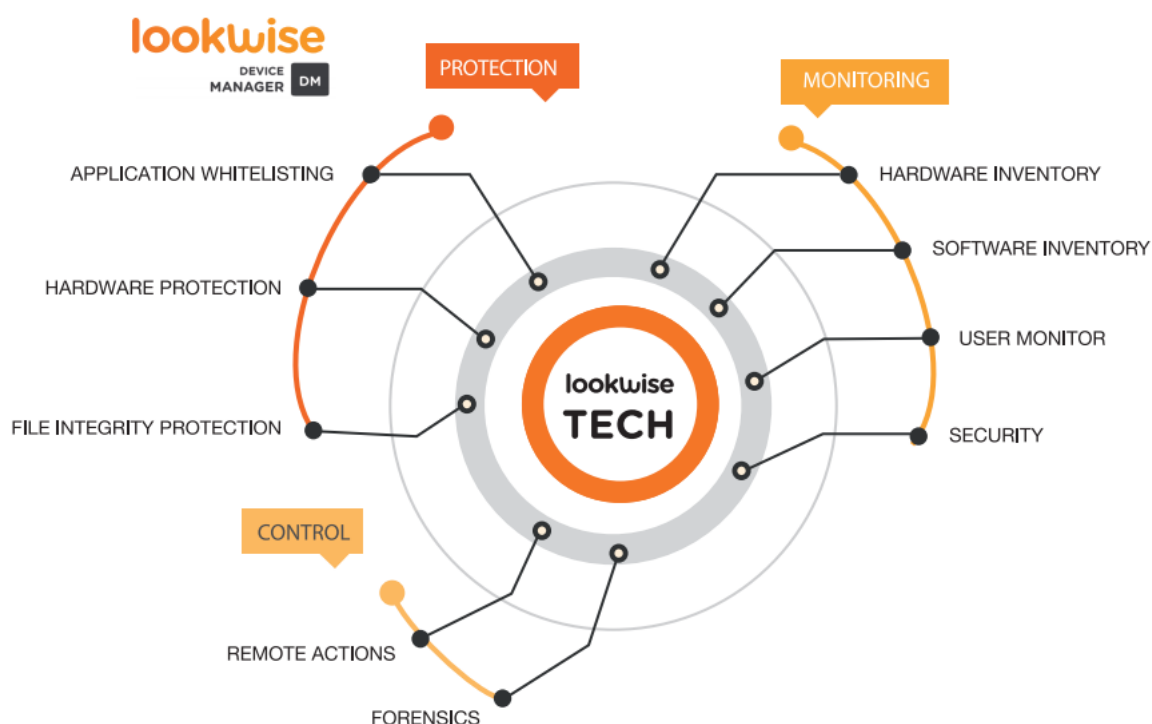 lookwise
DEVICE
MANAGER DM
PROTECTION
MONITORING
APPLICATION WHITELISTING
HARDWARE INVENTORY
SOFTWARE INVENTORY
HARDWARE PROTECTION
USER MONITOR
lookwise
TECH
FILE INTEGRITY PROTECTION
SECURITY
CONTROL
REMOTE ACTIONS
FORENSICS